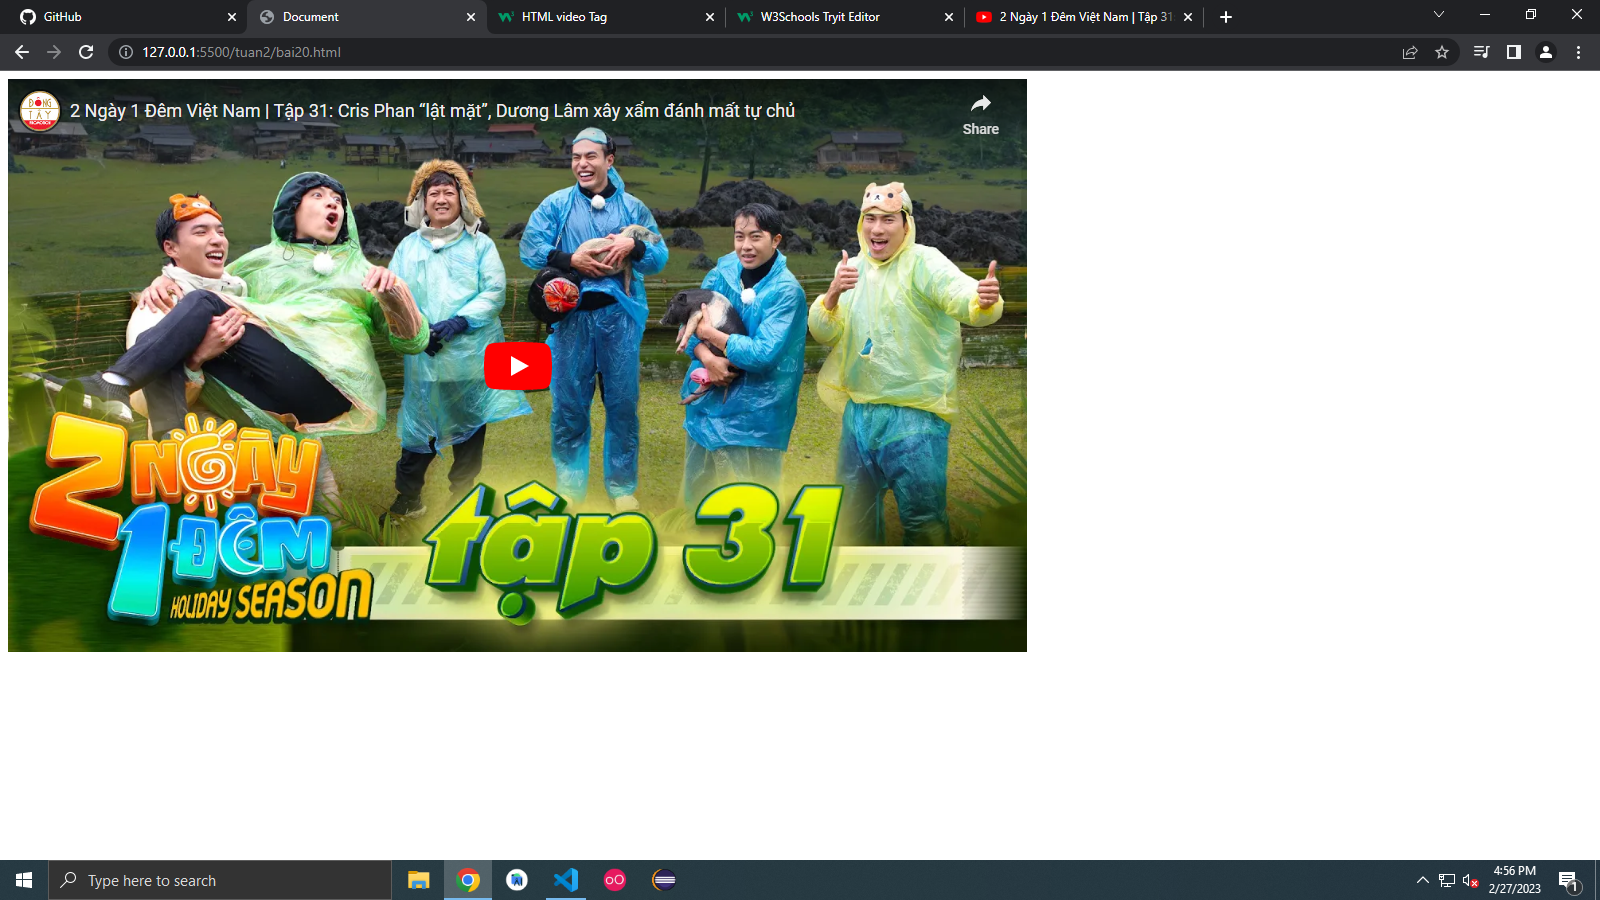 GitHub
Document
HTML video Tag
W3Schools Tryit Editor
2 Ngày 1 Đêm Việt Nam | Tập 31
127.0.0.1:5500/tuan2/bai20.html
ĐÔNG
TÂY
PROMOTION
2 Ngày 1 Đêm Việt Nam | Tập 31: Cris Phan “lật mặt”, Dương Lâm xây xẩm đánh mất tự chủ
Share
2 NGÀY
1 ĐÊM
HOLIDAY SEASON
tập 31
Type here to search
4:56 PM
2/27/2023
1